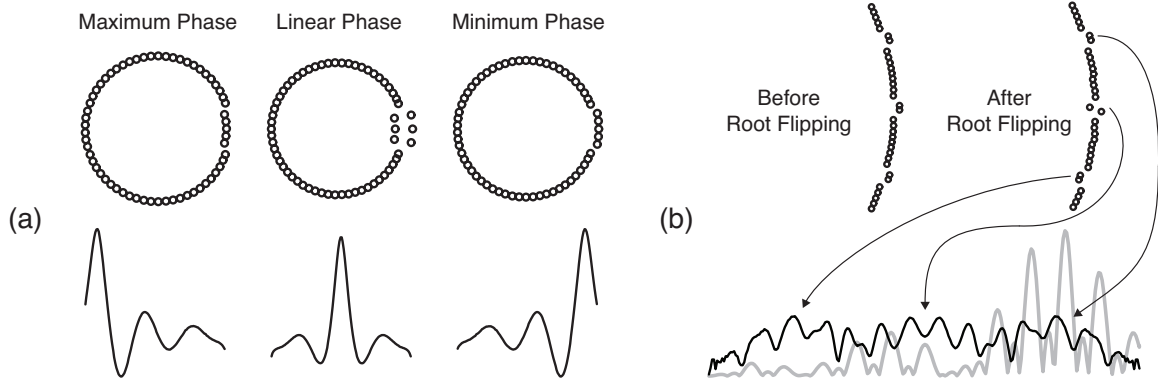 Maximum Phase
Linear Phase
Minimum Phase
(a)
Before
Root Flipping
After
Root Flipping
(b)